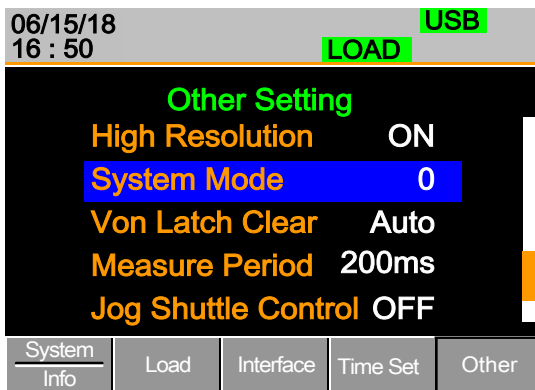 06/15/18
16 : 50
USB
LOAD
Other Setting
High Resolution ON
System Mode 0
Von Latch Clear Auto
Measure Period 200ms
Jog Shuttle Control OFF
System
Info
Load
Interface
Time Set
Other